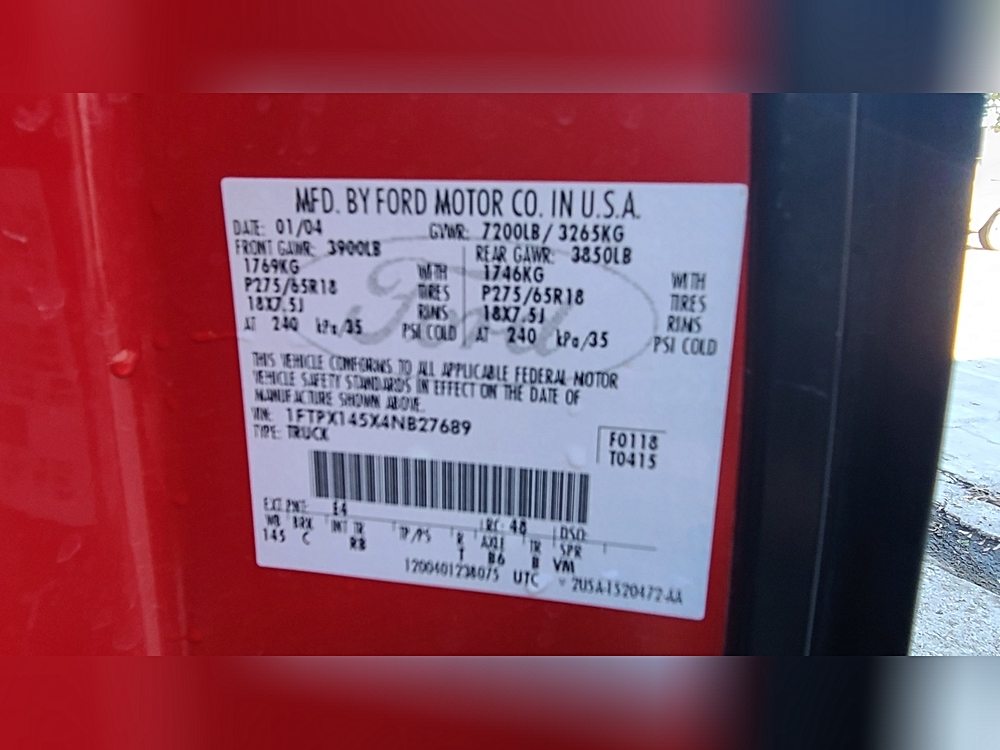 MFD. BY FORD MOTOR CO. IN U.S.A.
DATE: 01/04 GVWR: 7200LB/ 3265KG
FRONT GAWR: 3900LB REAR GAWR: 3850LB
1769KG WITH 1746KG WITH
P275/65R18 TIRES P275/65R18 TIRES
18X7.5J RIMS 18X7.5J RIMS
AT 240 kPa/35 PSI COLD AT 240 kPa/35 PSI COLD
Ford
THIS VEHICLE CONFORMS TO ALL APPLICABLE FEDERAL MOTOR
VEHICLE SAFETY STANDARDS IN EFFECT ON THE DATE OF
MANUFACTURE SHOWN ABOVE.
VIN: 1FTPX145X4NB27689
TYPE: TRUCK
F0118
T0415
EXT PNT: E4 RC: 48 DSO:
WB BRK INT TR TP/PS R AXLE TR SPR
145 C RB T B6 B VM
1200401238075 UTC 2U5A-1520472-AA